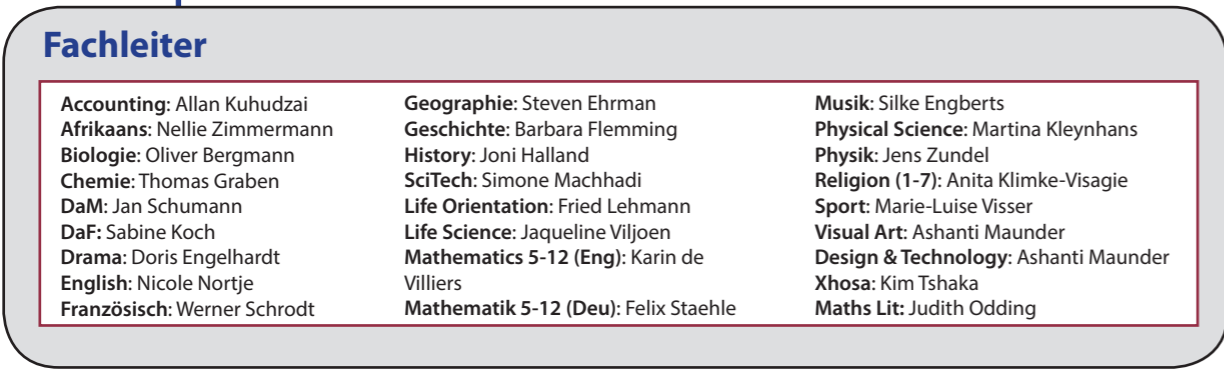 Fachleiter
Accounting: Allan Kuhudzai
Afrikaans: Nellie Zimmermann
Biologie: Oliver Bergmann
Chemie: Thomas Graben
DaM: Jan Schumann
DaF: Sabine Koch
Drama: Doris Engelhardt
English: Nicole Nortje
Französisch: Werner Schrodt
Geographie: Steven Ehrman
Geschichte: Barbara Flemming
History: Joni Halland
SciTech: Simone Machhadi
Life Orientation: Fried Lehmann
Life Science: Jaqueline Viljoen
Mathematics 5-12 (Eng): Karin de
Villiers
Mathematik 5-12 (Deu): Felix Staehle
Musik: Silke Engberts
Physical Science: Martina Kleynhans
Physik: Jens Zundel
Religion (1-7): Anita Klimke-Visagie
Sport: Marie-Luise Visser
Visual Art: Ashanti Maunder
Design & Technology: Ashanti Maunder
Xhosa: Kim Tshaka
Maths Lit: Judith Odding